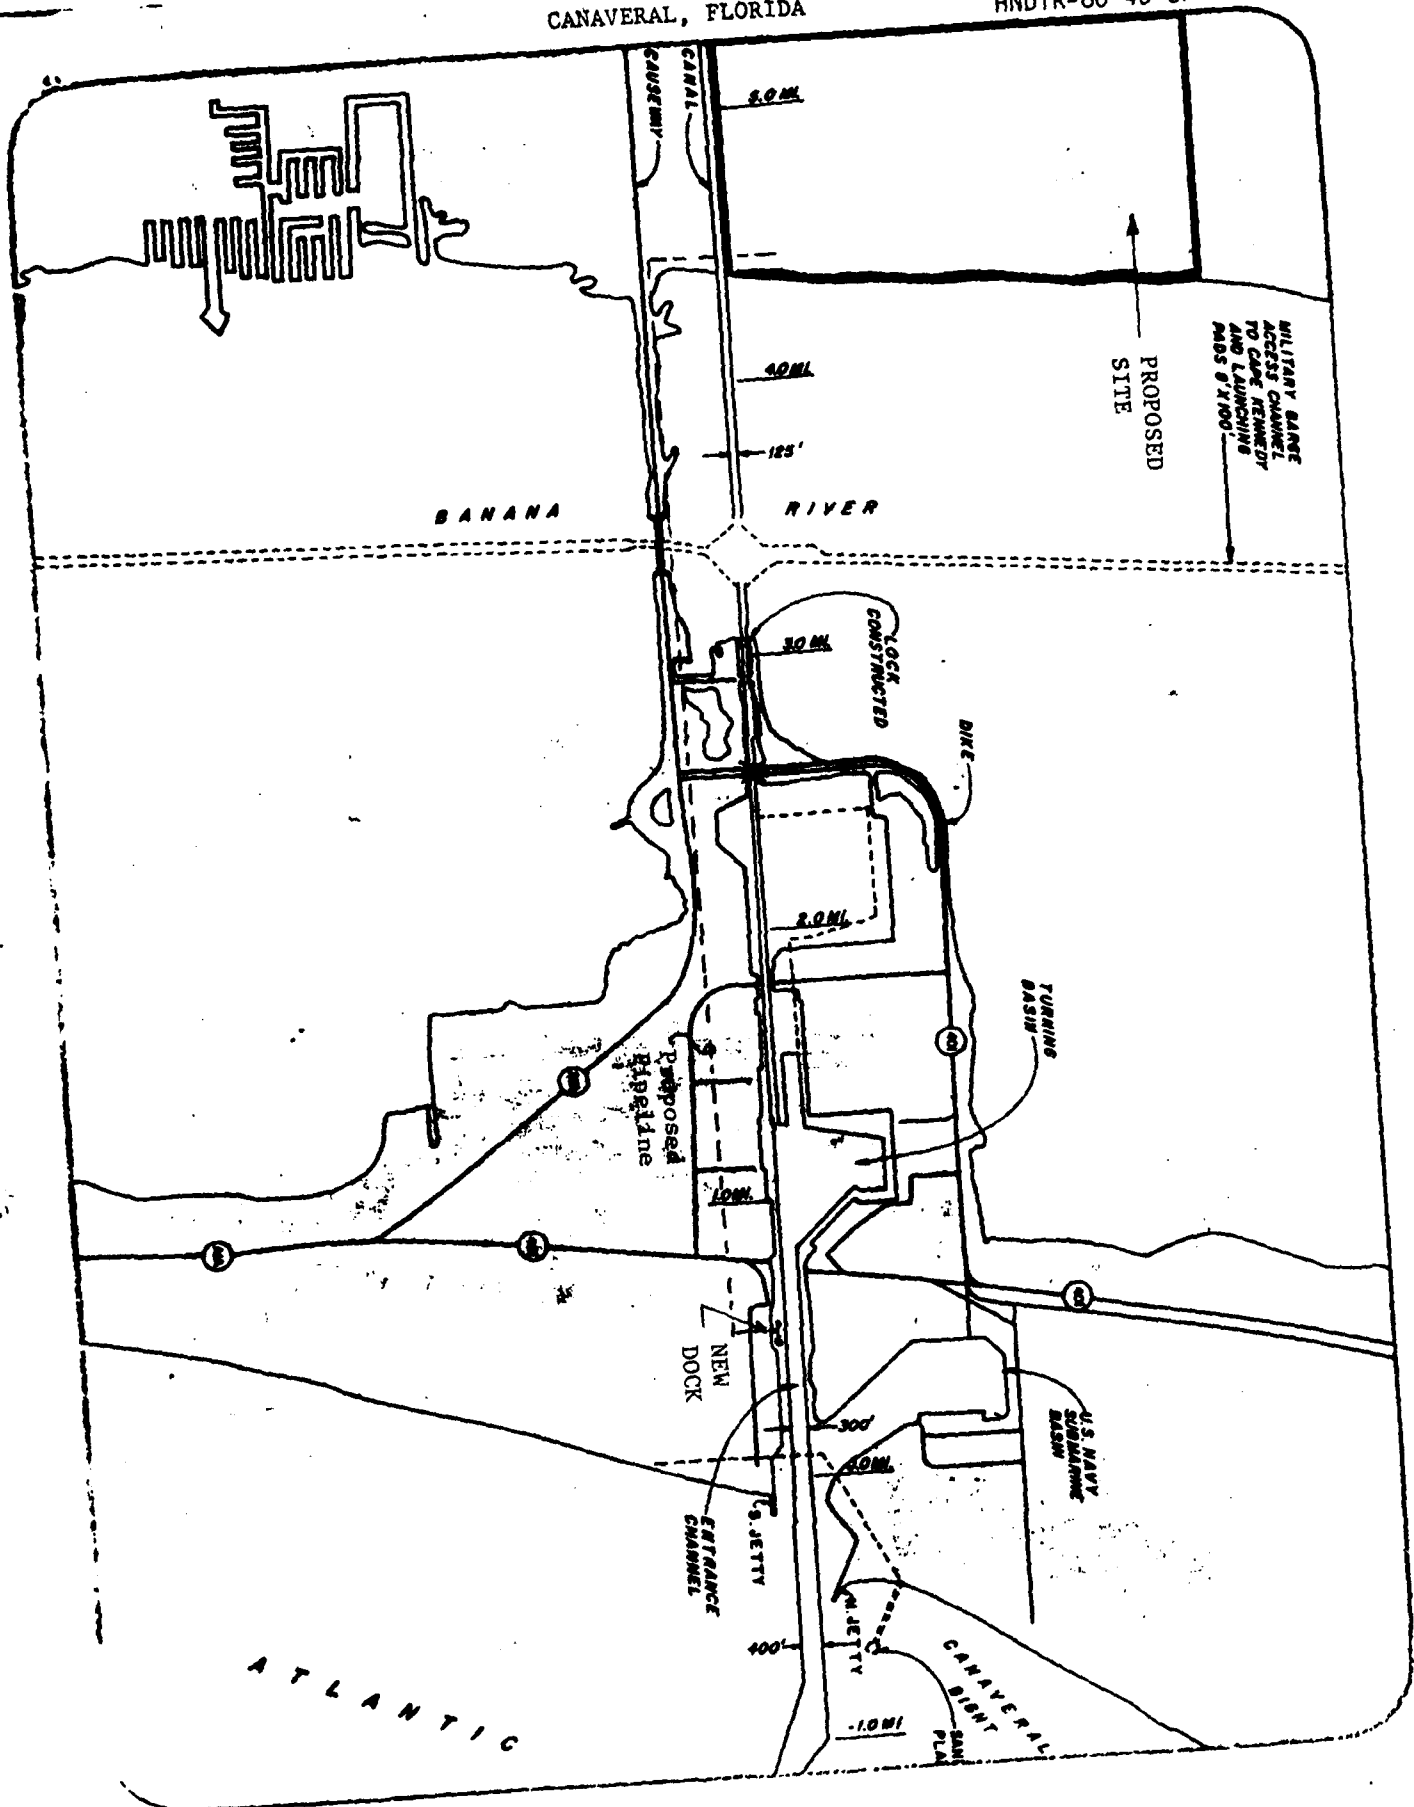 CANAVERAL, FLORIDA
CAUSEWAY
CANAL
5.0 MI.
MILITARY BARGE
ACCESS CHANNEL
TO CAPE KENNEDY
AND LAUNCHING
PADS 8' X 100'
PROPOSED
SITE
4.0 MI.
125'
BANANA RIVER
LOCK
CONSTRUCTED
3.0 MI.
DIKE
2.0 MI.
TURNING
BASIN
401
Proposed
Pipeline
1.0 MI.
401
NEW
DOCK
300'
U.S. NAVY
SUBMARINE
BASIN
0.0 MI.
S. JETTY
ENTRANCE
CHANNEL
N. JETTY
400'
CANAVERAL
BIGHT
-1.0 MI
ATLANTIC